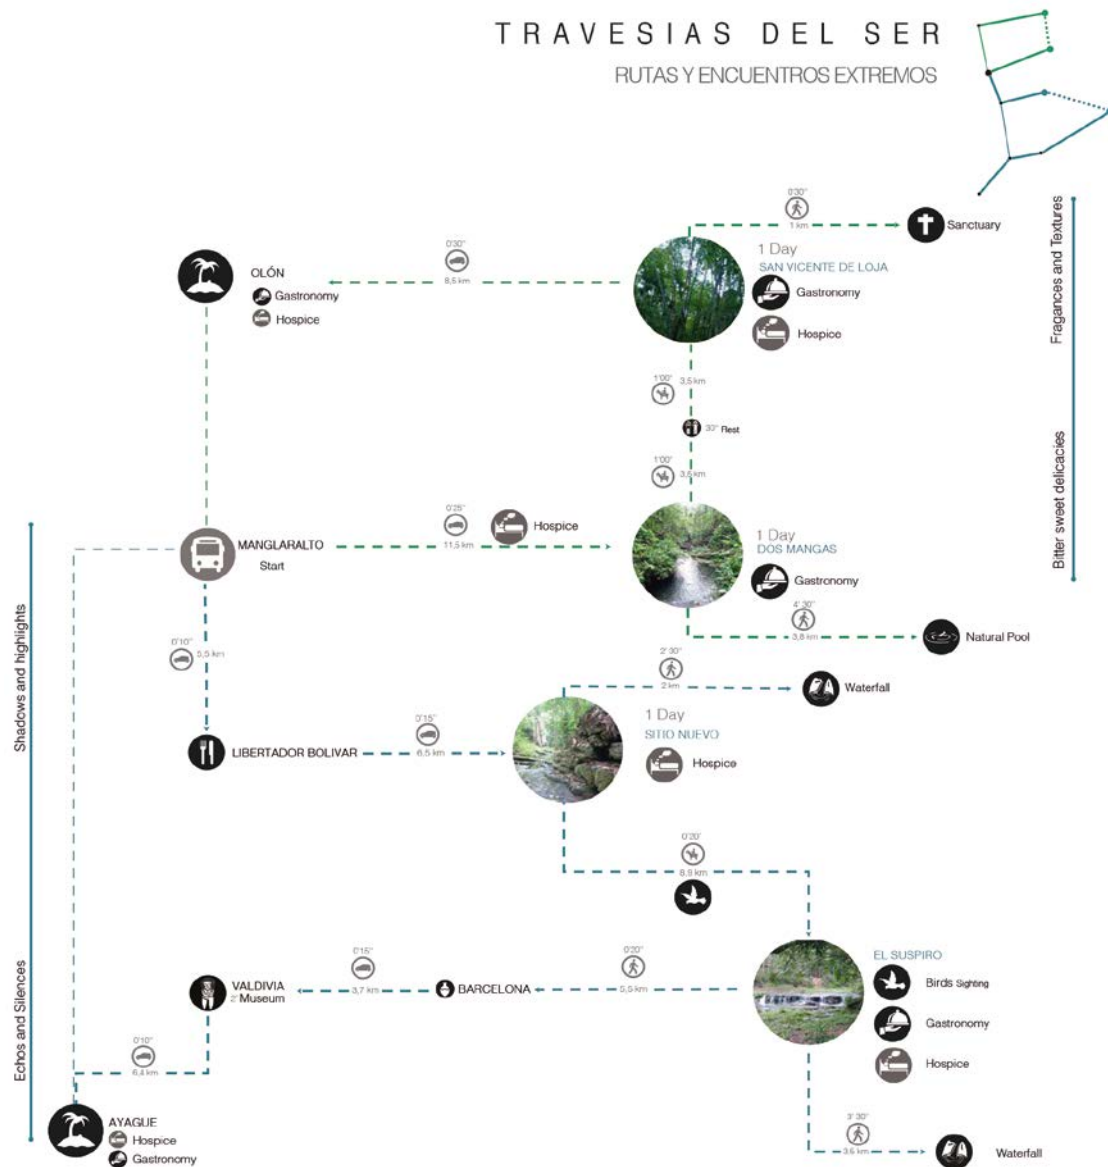 TRAVESIAS DEL SER
RUTAS Y ENCUENTROS EXTREMOS
0'30"
1 km
Sanctuary
1 Day
SAN VICENTE DE LOJA
Gastronomy
Hospice
0'30"
8,5 km
OLÓN
Gastronomy
Hospice
Fragances and Textures
1'00"
3,5 km
30" Rest
1'00"
3,5 km
Bitter sweet delicacies
MANGLARALTO
Start
0'25"
11,5 km
Hospice
1 Day
DOS MANGAS
Gastronomy
4' 30"
3,8 km
Natural Pool
Shadows and highlights
0'10"
5,5 km
2' 30"
2 km
Waterfall
LIBERTADOR BOLIVAR
0'15"
6,5 km
1 Day
SITIO NUEVO
Hospice
0'20'
8,9 km
Echos and Silences
EL SUSPIRO
Birds Sighting
Gastronomy
Hospice
0'20"
5,5 km
BARCELONA
0'15"
3,7 km
VALDIVIA
2" Museum
0'10"
6,4 km
AYAGUE
Hospice
Gastronomy
3' 30"
3.6 km
Waterfall